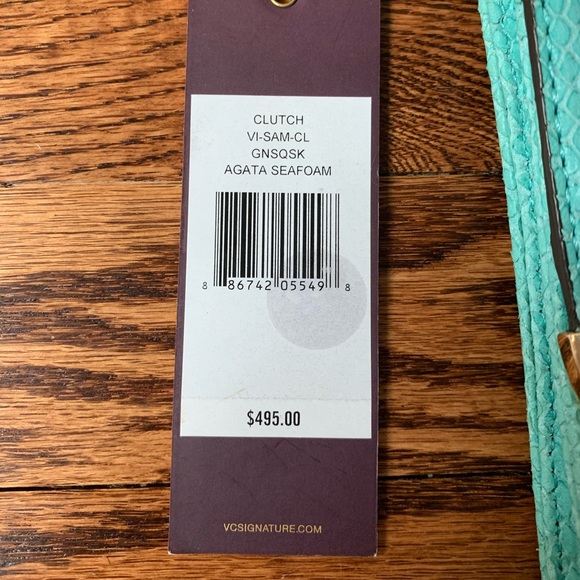 CLUTCH
VI-SAM-CL
GNSQSK
AGATA SEAFOAM
8 86742 05549 8
$495.00
VCSIGNATURE.COM